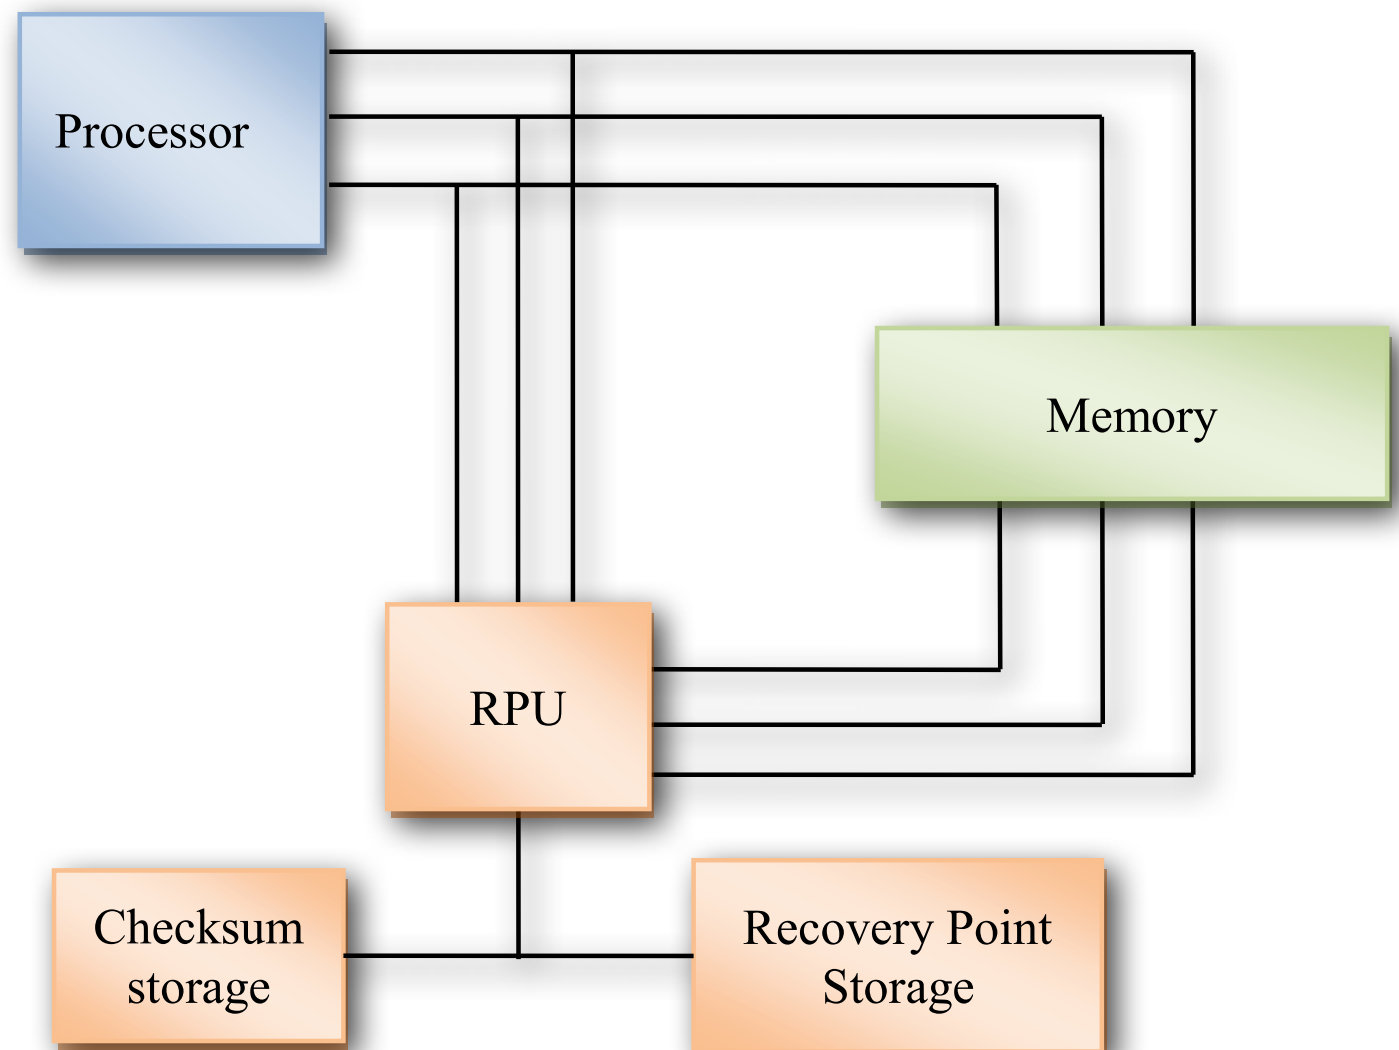 Processor
Memory
RPU
Checksum
storage
Recovery Point
Storage